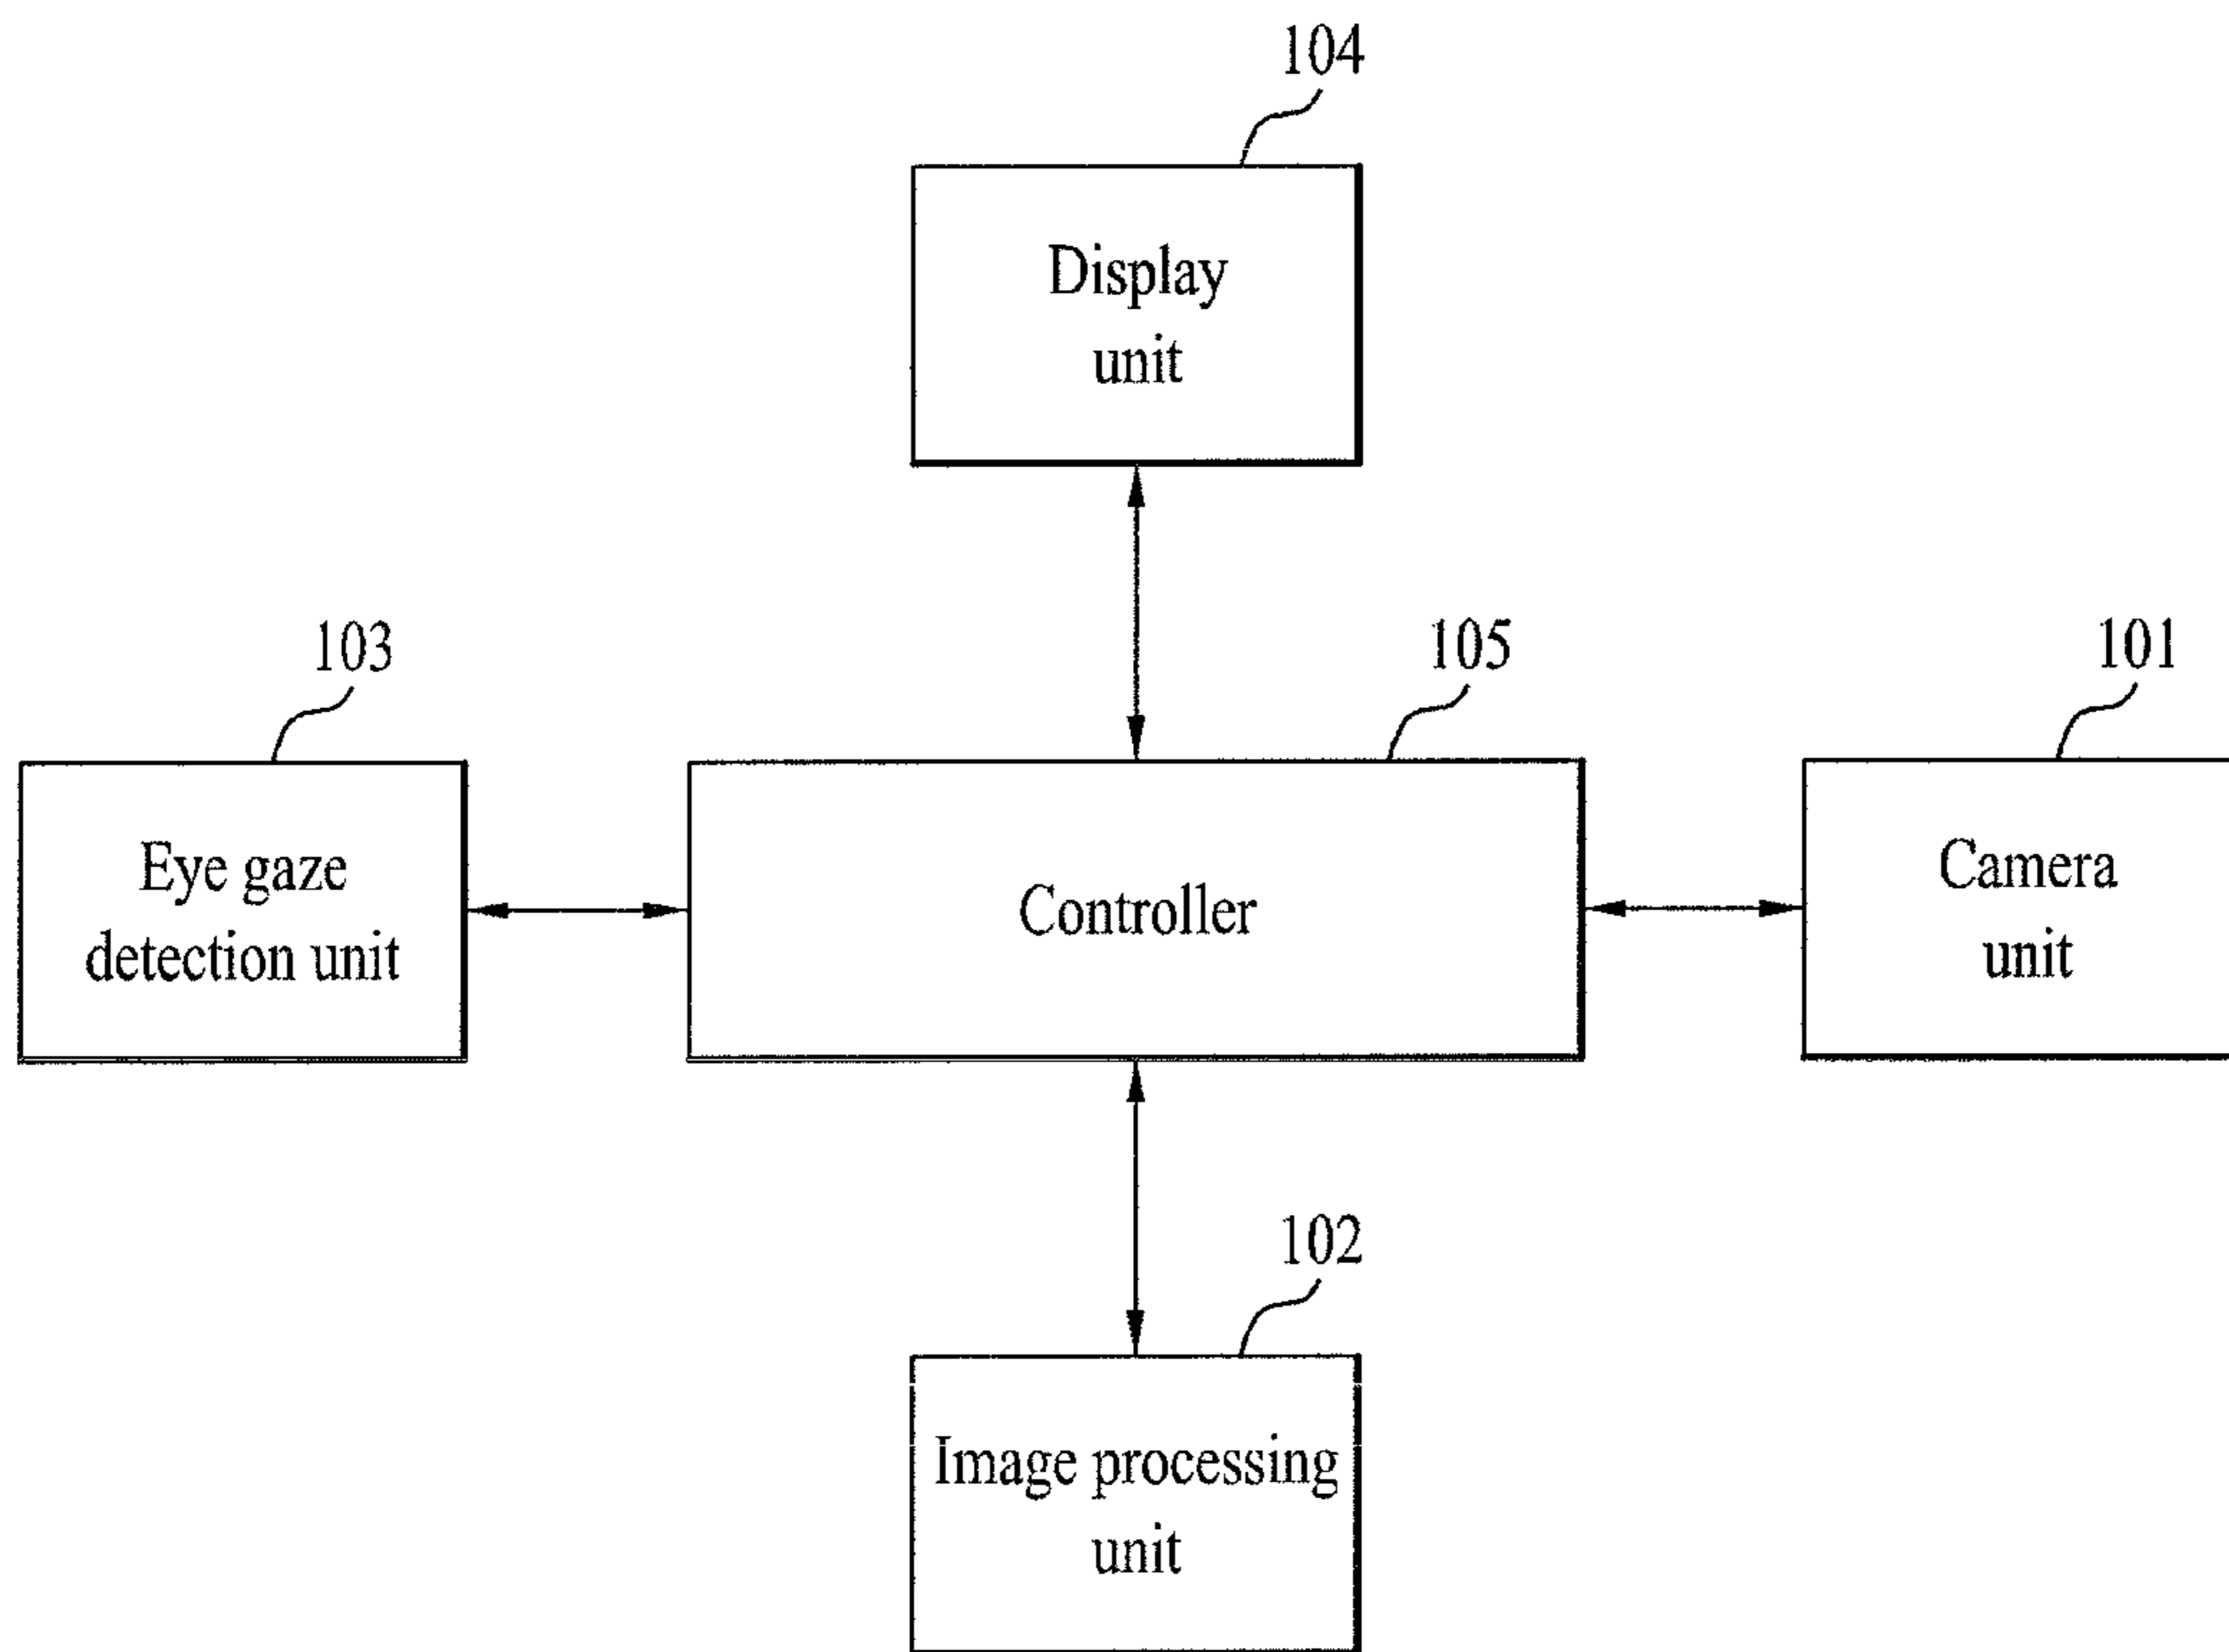 104
Display
unit
103
105
101
Eye gaze
detection unit
Controller
Camera
unit
102
Image processing
unit